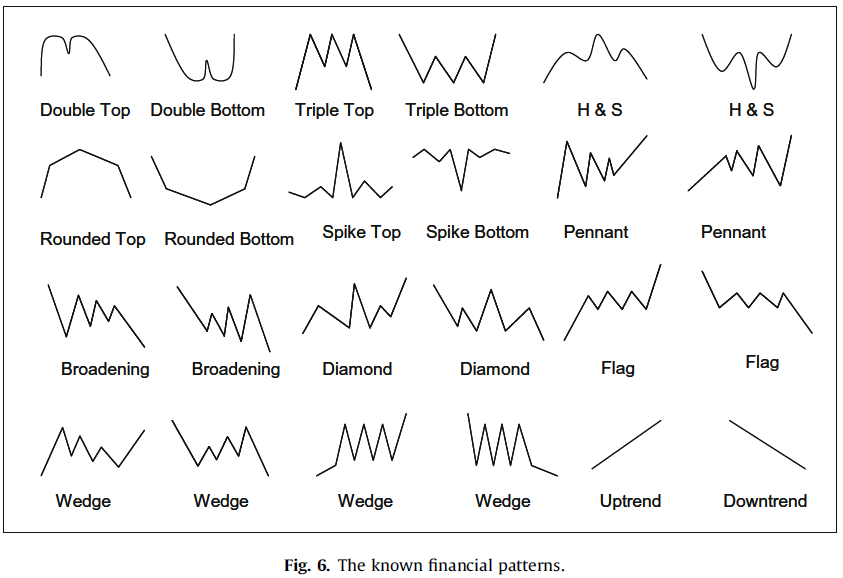 Double Top Double Bottom Triple Top Triple Bottom H & S H & S
Rounded Top Rounded Bottom Spike Top Spike Bottom Pennant Pennant
Broadening Broadening Diamond Diamond Flag Flag
Wedge Wedge Wedge Wedge Uptrend Downtrend
Fig. 6. The known financial patterns.